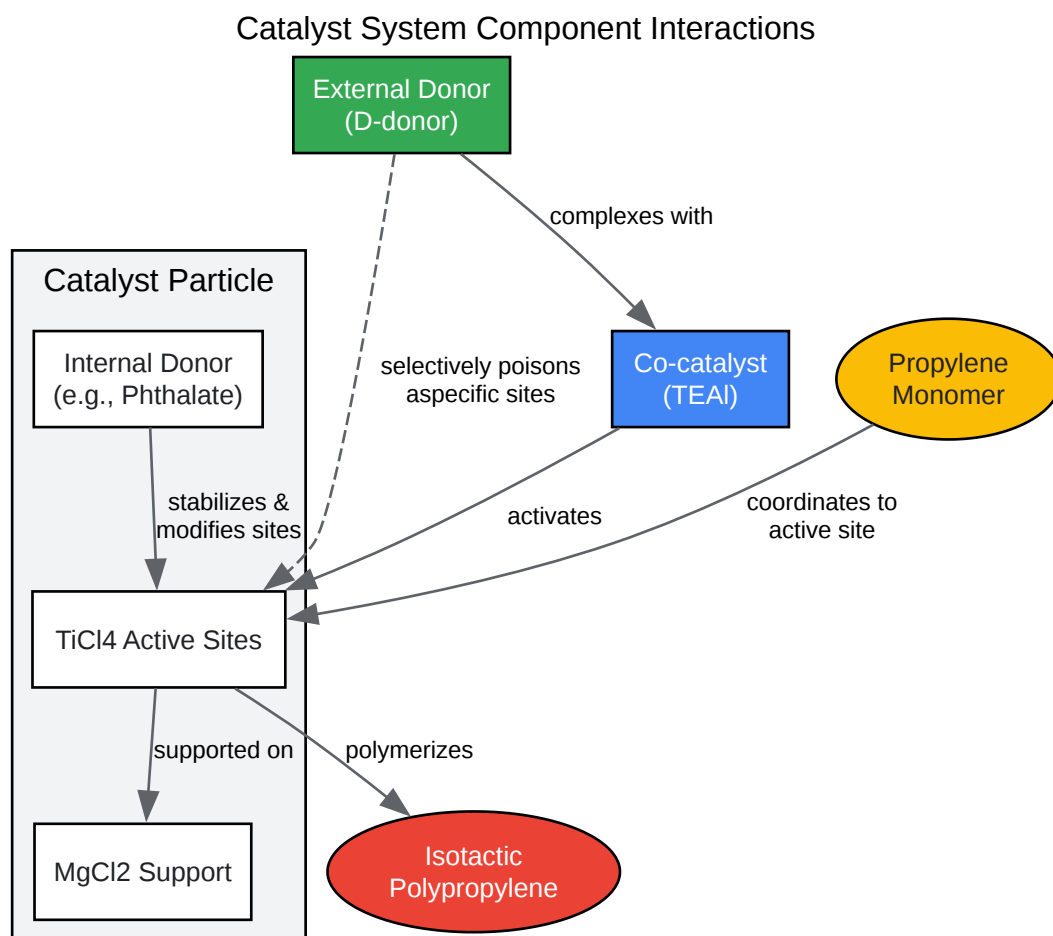 Catalyst System Component Interactions
External Donor
(D-donor)
complexes with
Catalyst Particle
Internal Donor
(e.g., Phthalate)
selectively poisons
aspecific sites
Co-catalyst
(TEAl)
Propylene
Monomer
stabilizes &
modifies sites
activates
coordinates to
active site
TiCl4 Active Sites
supported on
polymerizes
MgCl2 Support
Isotactic
Polypropylene